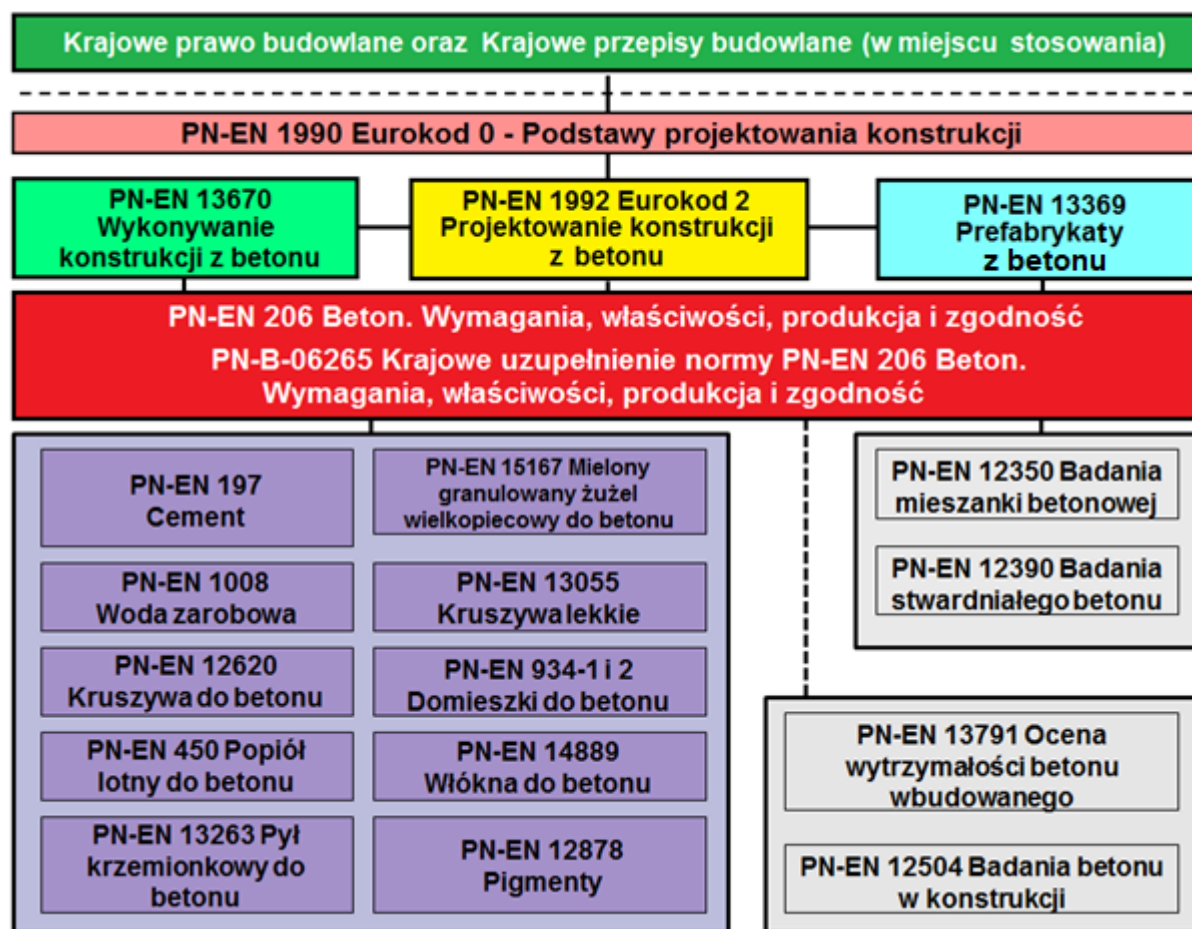 Krajowe prawo budowlane oraz Krajowe przepisy budowlane (w miejscu stosowania)
PN-EN 1990 Eurokod 0 - Podstawy projektowania konstrukcji
PN-EN 13670
Wykonywanie
konstrukcji z betonu
PN-EN 1992 Eurokod 2
Projektowanie konstrukcji
z betonu
PN-EN 13369
Prefabrykaty
z betonu
PN-EN 206 Beton. Wymagania, właściwości, produkcja i zgodność
PN-B-06265 Krajowe uzupełnienie normy PN-EN 206 Beton.
Wymagania, właściwości, produkcja i zgodność
PN-EN 197
Cement
PN-EN 15167 Mielony
granulowany żużel
wielkopiecowy do betonu
PN-EN 1008
Woda zarobowa
PN-EN 13055
Kruszywa lekkie
PN-EN 12620
Kruszywa do betonu
PN-EN 934-1 i 2
Domieszki do betonu
PN-EN 450 Popiół
lotny do betonu
PN-EN 14889
Włókna do betonu
PN-EN 13263 Pył
krzemionkowy do
betonu
PN-EN 12878
Pigmenty
PN-EN 12350 Badania
mieszanki betonowej
PN-EN 12390 Badania
stwardniałego betonu
PN-EN 13791 Ocena
wytrzymałości betonu
wbudowanego
PN-EN 12504 Badania betonu
w konstrukcji